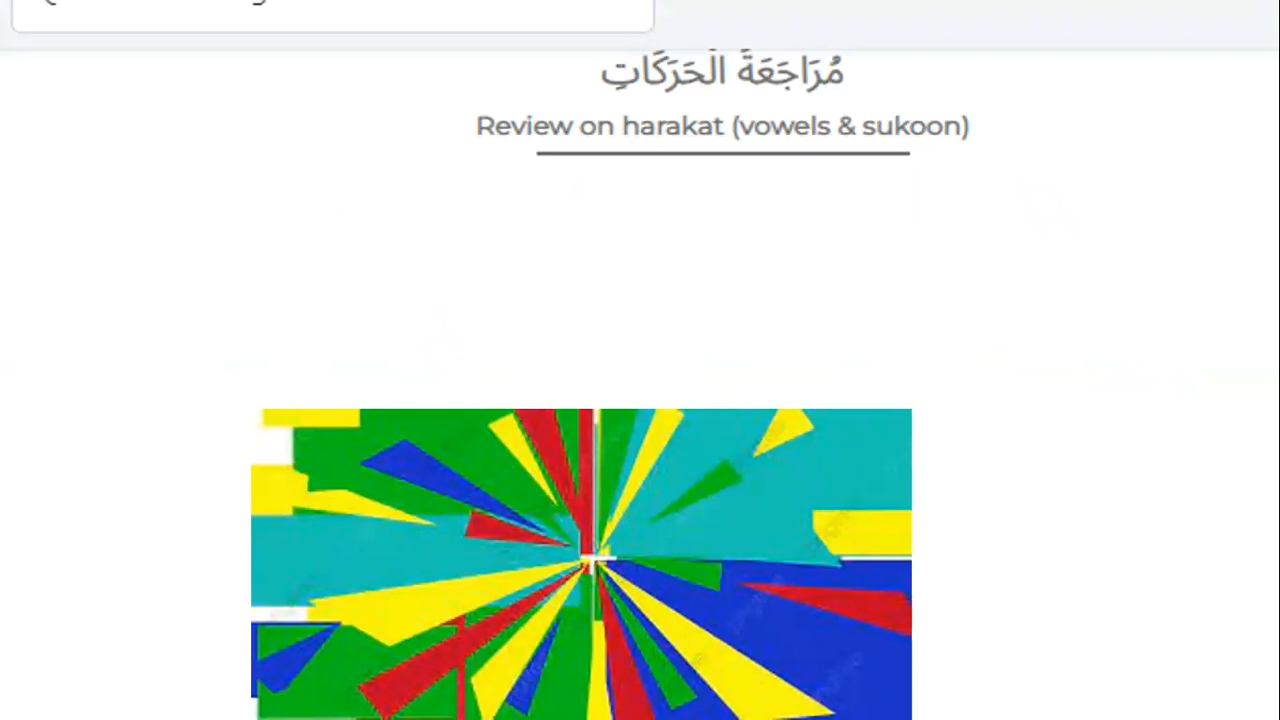 مُرَاجَعَةُ الْحَرَكَاتِ
Review on harakat (vowels & sukoon)